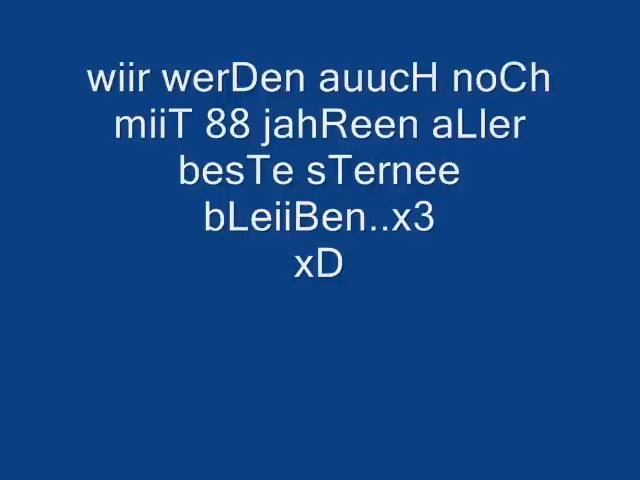 wiir werDen auucH noCh
miiT 88 jahReen aLler
besTe sTernee
bLeiiBen..x3
xD